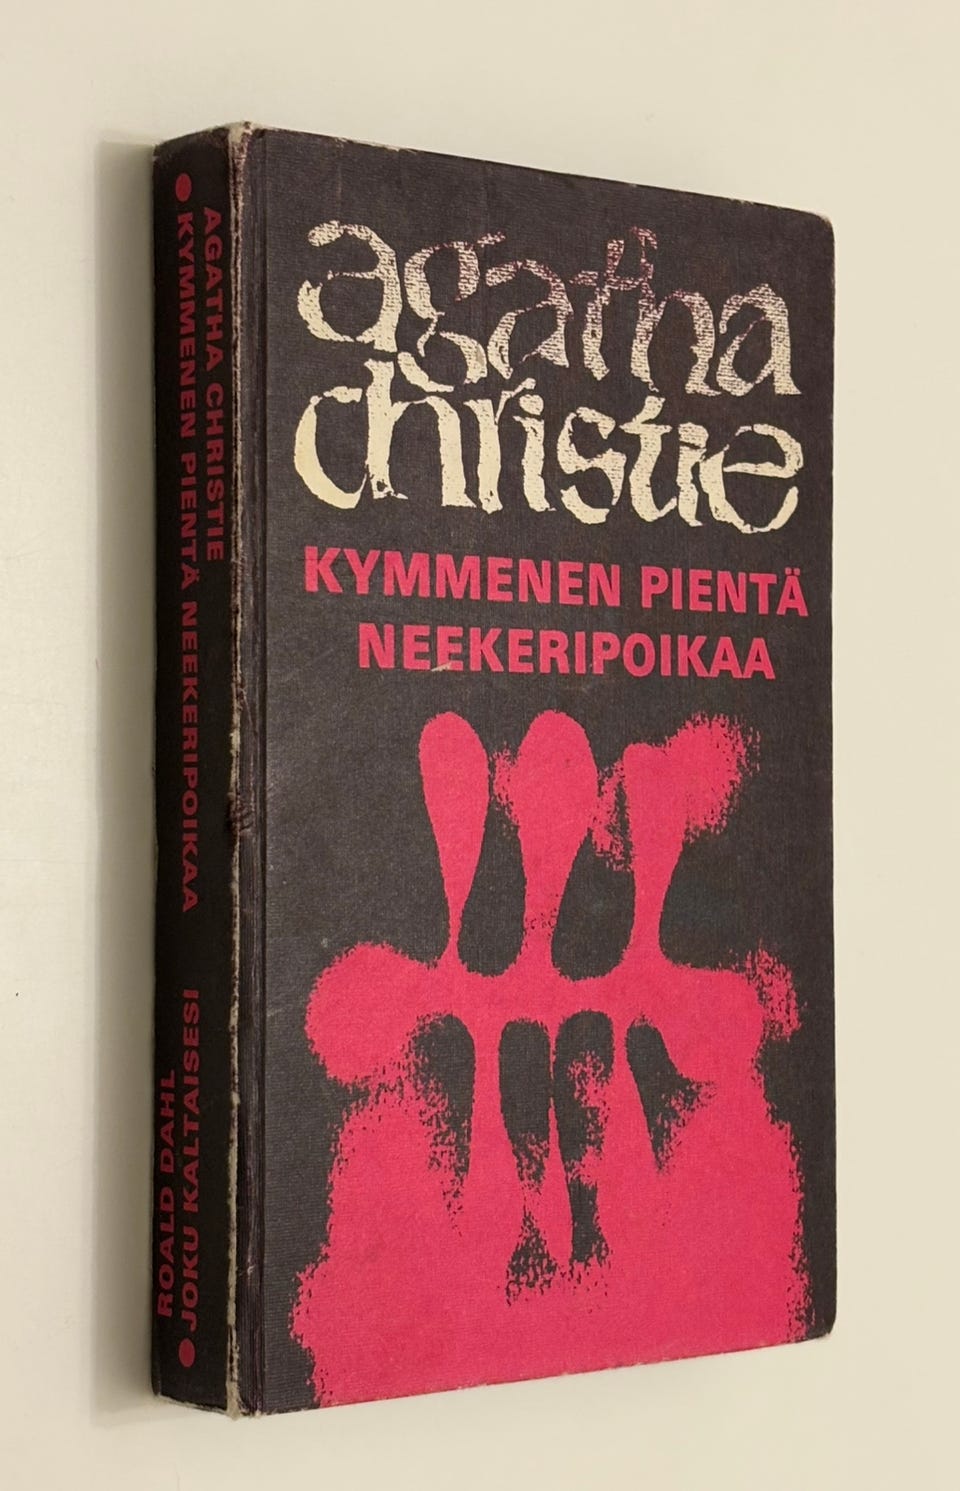 agatha
christie
KYMMENEN PIENTÄ
NEEKERIPOIKAA
AGATHA CHRISTIE
● KYMMENEN PIENTÄ NEEKERIPOIKAA
ROALD DAHL
● JOKU KALTAISESI